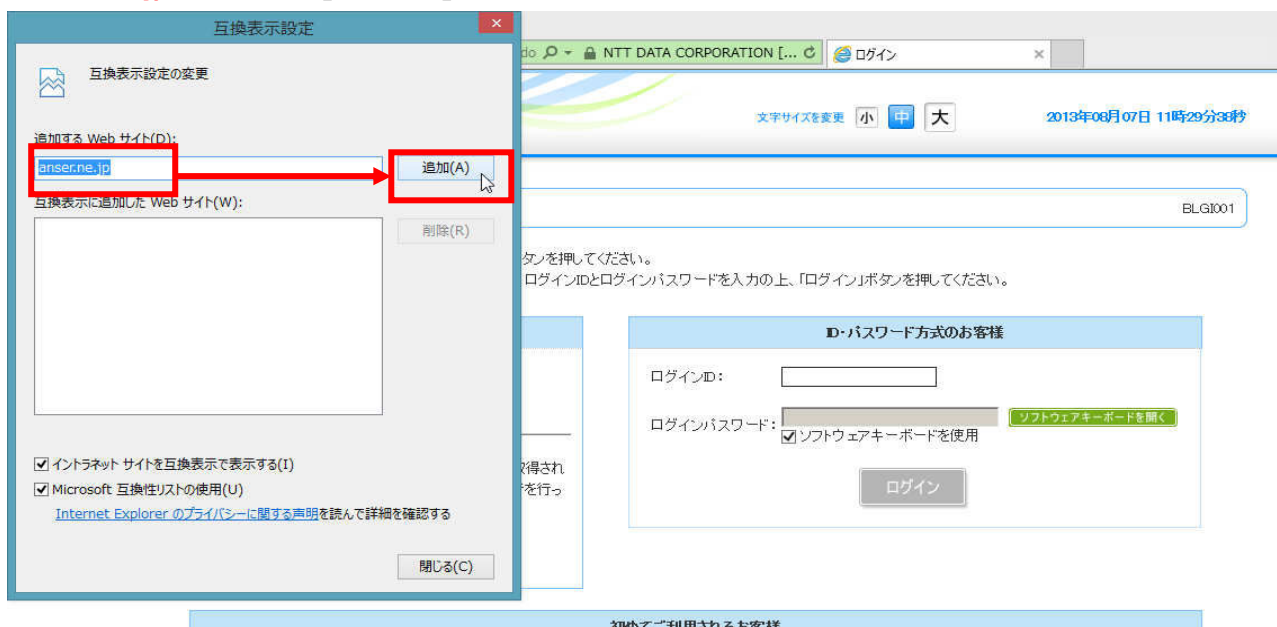 互換表示設定
互換表示設定の変更
追加する Web サイト(D):
anser.ne.jp
追加(A)
互換表示に追加した Web サイト(W):
削除(R)
イントラネット サイトを互換表示で表示する(I)
Microsoft 互換性リストの使用(U)
Internet Explorer のプライバシーに関する声明を読んで詳細を確認する
閉じる(C)
do
NTT DATA CORPORATION [...
ログイン
文字サイズを変更 小 中 大
2013年08月07日 11時29分38秒
BLGI001
タンを押してください。
ログインIDとログインパスワードを入力の上、「ログイン」ボタンを押してください。
取得され
を行っ
ID・パスワード方式のお客様
ログインID：
ログインパスワード：
ソフトウェアキーボードを開く
ソフトウェアキーボードを使用
ログイン
初めてご利用されるお客様